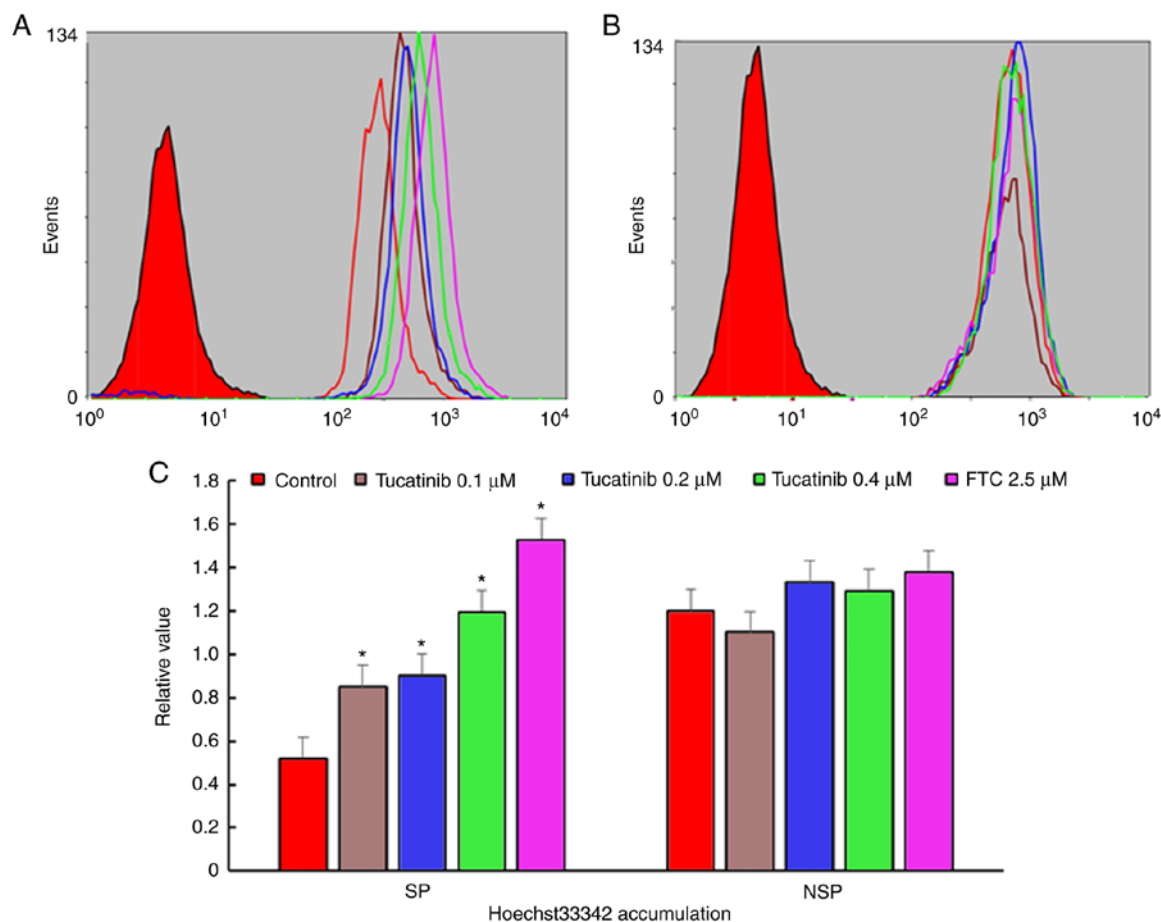 A
134
Events
0
10⁰ 10¹ 10² 10³ 10⁴
B
134
Events
0
10⁰ 10¹ 10² 10³ 10⁴
C
Control Tucatinib 0.1 μM Tucatinib 0.2 μM Tucatinib 0.4 μM FTC 2.5 μM
Relative value
1.8
1.6
1.4
1.2
1.0
0.8
0.6
0.4
0.2
0
* * * *
SP NSP
Hoechst33342 accumulation